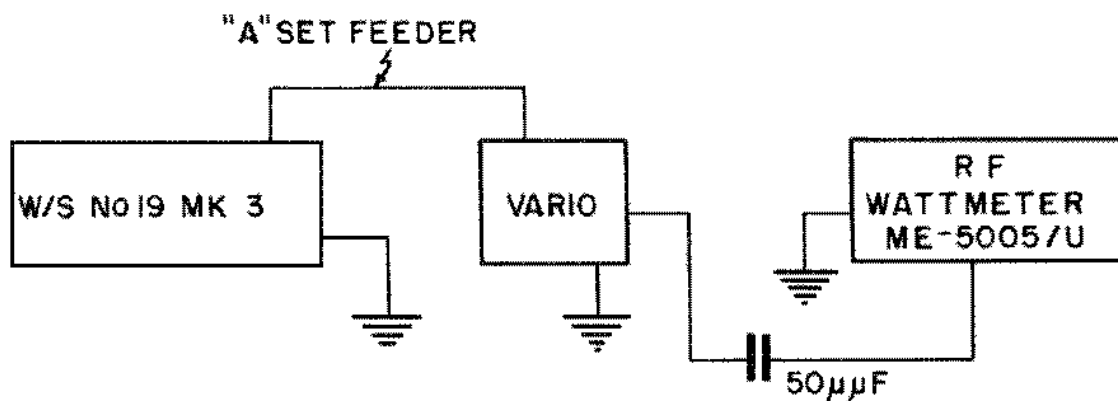 "A" SET FEEDER
W/S No 19 MK 3
VARIO
R F
WATTMETER
ME-5005/U
50µµF